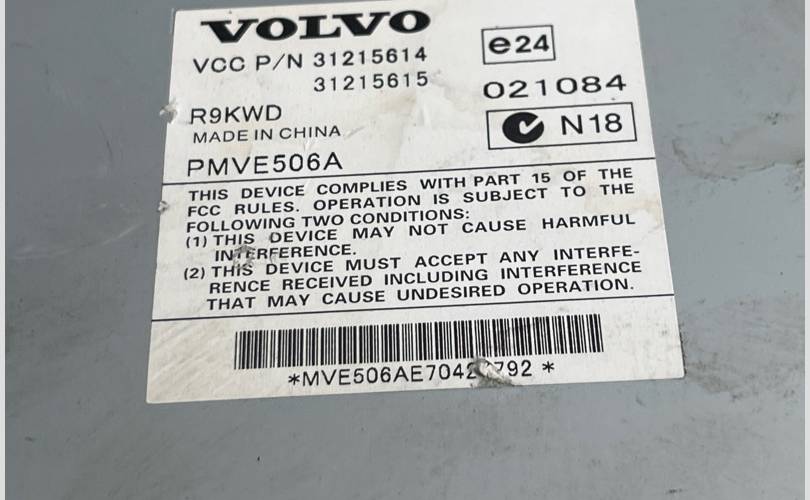 VOLVO
VCC P/N 31215614
31215615
e24
021084
R9KWD
MADE IN CHINA
N18
PMVE506A
THIS DEVICE COMPLIES WITH PART 15 OF THE
FCC RULES. OPERATION IS SUBJECT TO THE
FOLLOWING TWO CONDITIONS:
(1) THIS DEVICE MAY NOT CAUSE HARMFUL
INTERFERENCE.
(2) THIS DEVICE MUST ACCEPT ANY INTERFE-
RENCE RECEIVED INCLUDING INTERFERENCE
THAT MAY CAUSE UNDESIRED OPERATION.